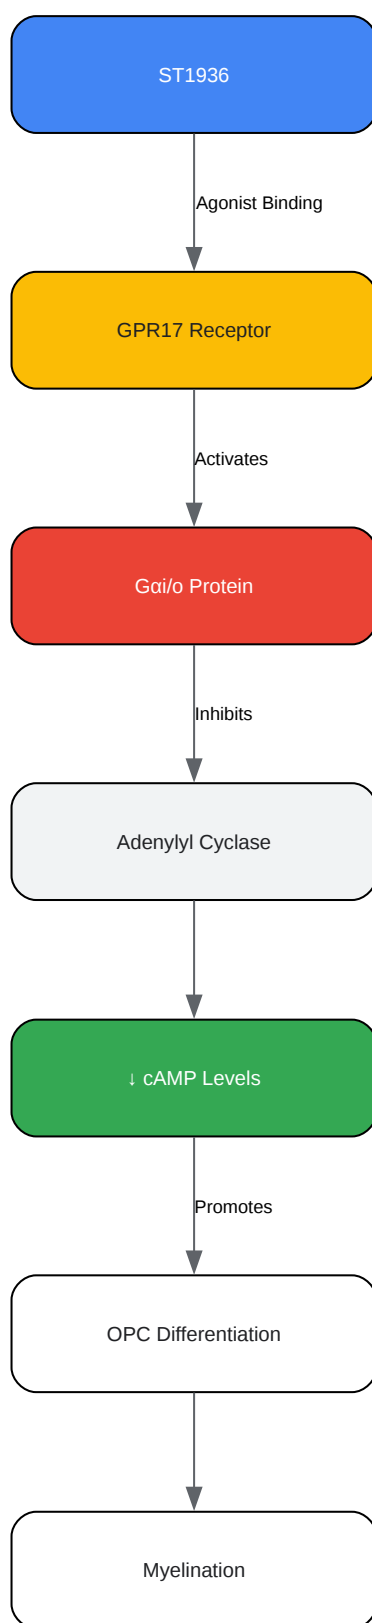 ST1936
Agonist Binding
GPR17 Receptor
Activates
Gαi/o Protein
Inhibits
Adenylyl Cyclase
↓ cAMP Levels
Promotes
OPC Differentiation
Myelination